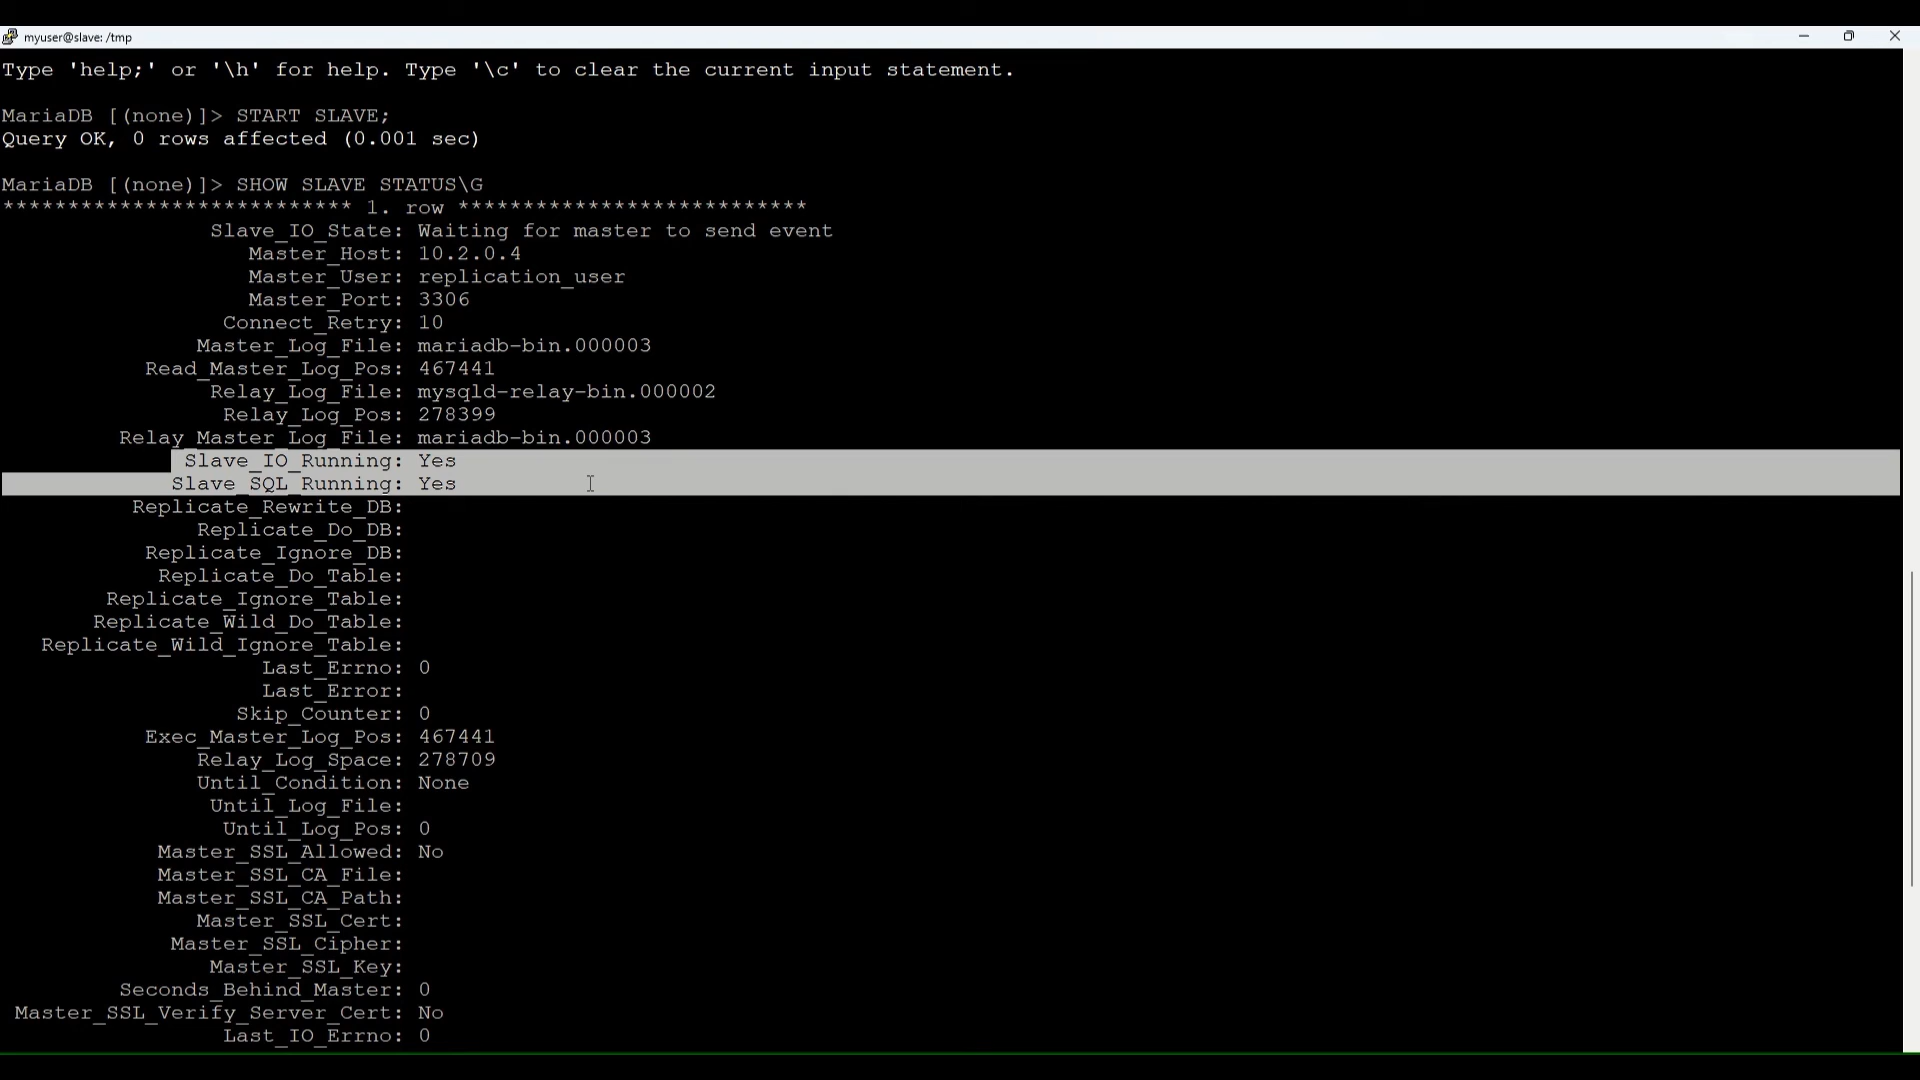 myuser@slave: /tmp
Type 'help;' or '\h' for help. Type '\c' to clear the current input statement.
MariaDB [(none)]> START SLAVE;
Query OK, 0 rows affected (0.001 sec)
MariaDB [(none)]> SHOW SLAVE STATUS\G
*************************** 1. row ***************************
Slave_IO_State: Waiting for master to send event
Master_Host: 10.2.0.4
Master_User: replication_user
Master_Port: 3306
Connect_Retry: 10
Master_Log_File: mariadb-bin.000003
Read_Master_Log_Pos: 467441
Relay_Log_File: mysqld-relay-bin.000002
Relay_Log_Pos: 278399
Relay_Master_Log_File: mariadb-bin.000003
Slave_IO_Running: Yes
Slave_SQL_Running: Yes
Replicate_Rewrite_DB:
Replicate_Do_DB:
Replicate_Ignore_DB:
Replicate_Do_Table:
Replicate_Ignore_Table:
Replicate_Wild_Do_Table:
Replicate_Wild_Ignore_Table:
Last_Errno: 0
Last_Error:
Skip_Counter: 0
Exec_Master_Log_Pos: 467441
Relay_Log_Space: 278709
Until_Condition: None
Until_Log_File:
Until_Log_Pos: 0
Master_SSL_Allowed: No
Master_SSL_CA_File:
Master_SSL_CA_Path:
Master_SSL_Cert:
Master_SSL_Cipher:
Master_SSL_Key:
Seconds_Behind_Master: 0
Master_SSL_Verify_Server_Cert: No
Last_IO_Errno: 0